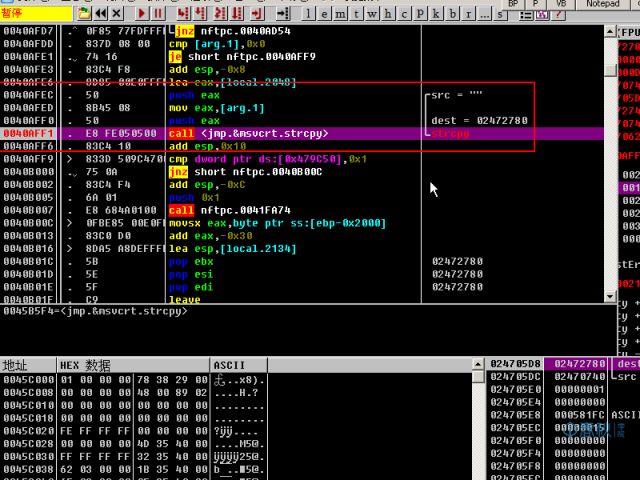 暂停
l e m t w h c P k b r ... s
BP P VB Notepad
0040AFD7 0F85 77FDFFFF jnz nftpc.0040AD54
0040AFDD . 837D 08 00 cmp [arg.1],0x0
0040AFE1 . 74 16 je short nftpc.0040AFF9
0040AFE3 . 83C4 F8 add esp,-0x8
0040AFE6 . 8D85 00E0FFFF lea eax,[local.2048]
0040AFEC . 50 push eax src = ""
0040AFED . 8B45 08 mov eax,[arg.1]
0040AFF0 . 50 push eax dest = 02472780
0040AFF1 . E8 FE050500 call <jmp.&msvcrt.strcpy> strcpy
0040AFF6 . 83C4 10 add esp,0x10
0040AFF9 > 833D 509C4700 cmp dword ptr ds:[0x479C50],0x1
0040B000 . 75 0A jnz short nftpc.0040B00C
0040B002 . 83C4 F4 add esp,-0xC
0040B005 . 6A 01 push 0x1
0040B007 . E8 684A0100 call nftpc.0041FA74
0040B00C > 0FBE85 00E0FF movsx eax,byte ptr ss:[ebp-0x2000]
0040B013 . 83C0 D0 add eax,-0x30
0040B016 > 8DA5 A8DEFFFF lea esp,[local.2134]
0040B01C . 5B pop ebx 02472780
0040B01D . 5E pop esi 02472780
0040B01E . 5F pop edi 02472780
0040B01F . C9 leave
0045B5F4=<jmp.&msvcrt.strcpy>
地址 HEX 数据 ASCII
0045C000 01 00 00 00 78 38 29 00
0045C008 00 00 00 00 48 00 89 02 ....H.?
0045C010 00 00 00 00 00 00 00 00 ........
0045C018 00 00 00 00 00 00 00 00 ........
0045C020 FE FF FF FF 00 00 00 00
0045C028 00 00 00 00 4D 35 40 00 ....M5@.
0045C030 FF FF FF FF 32 35 40 00
0045C038 62 03 00 00 1B 35 40 00
024705D8 02472780 dest
024705DC 02470740 src
024705E0 00000001
024705E4 00000001
024705E8 000581FC ASCII
024705EC 00000015
024705F0 00000000
024705F4 00000000
024705F8 00000000